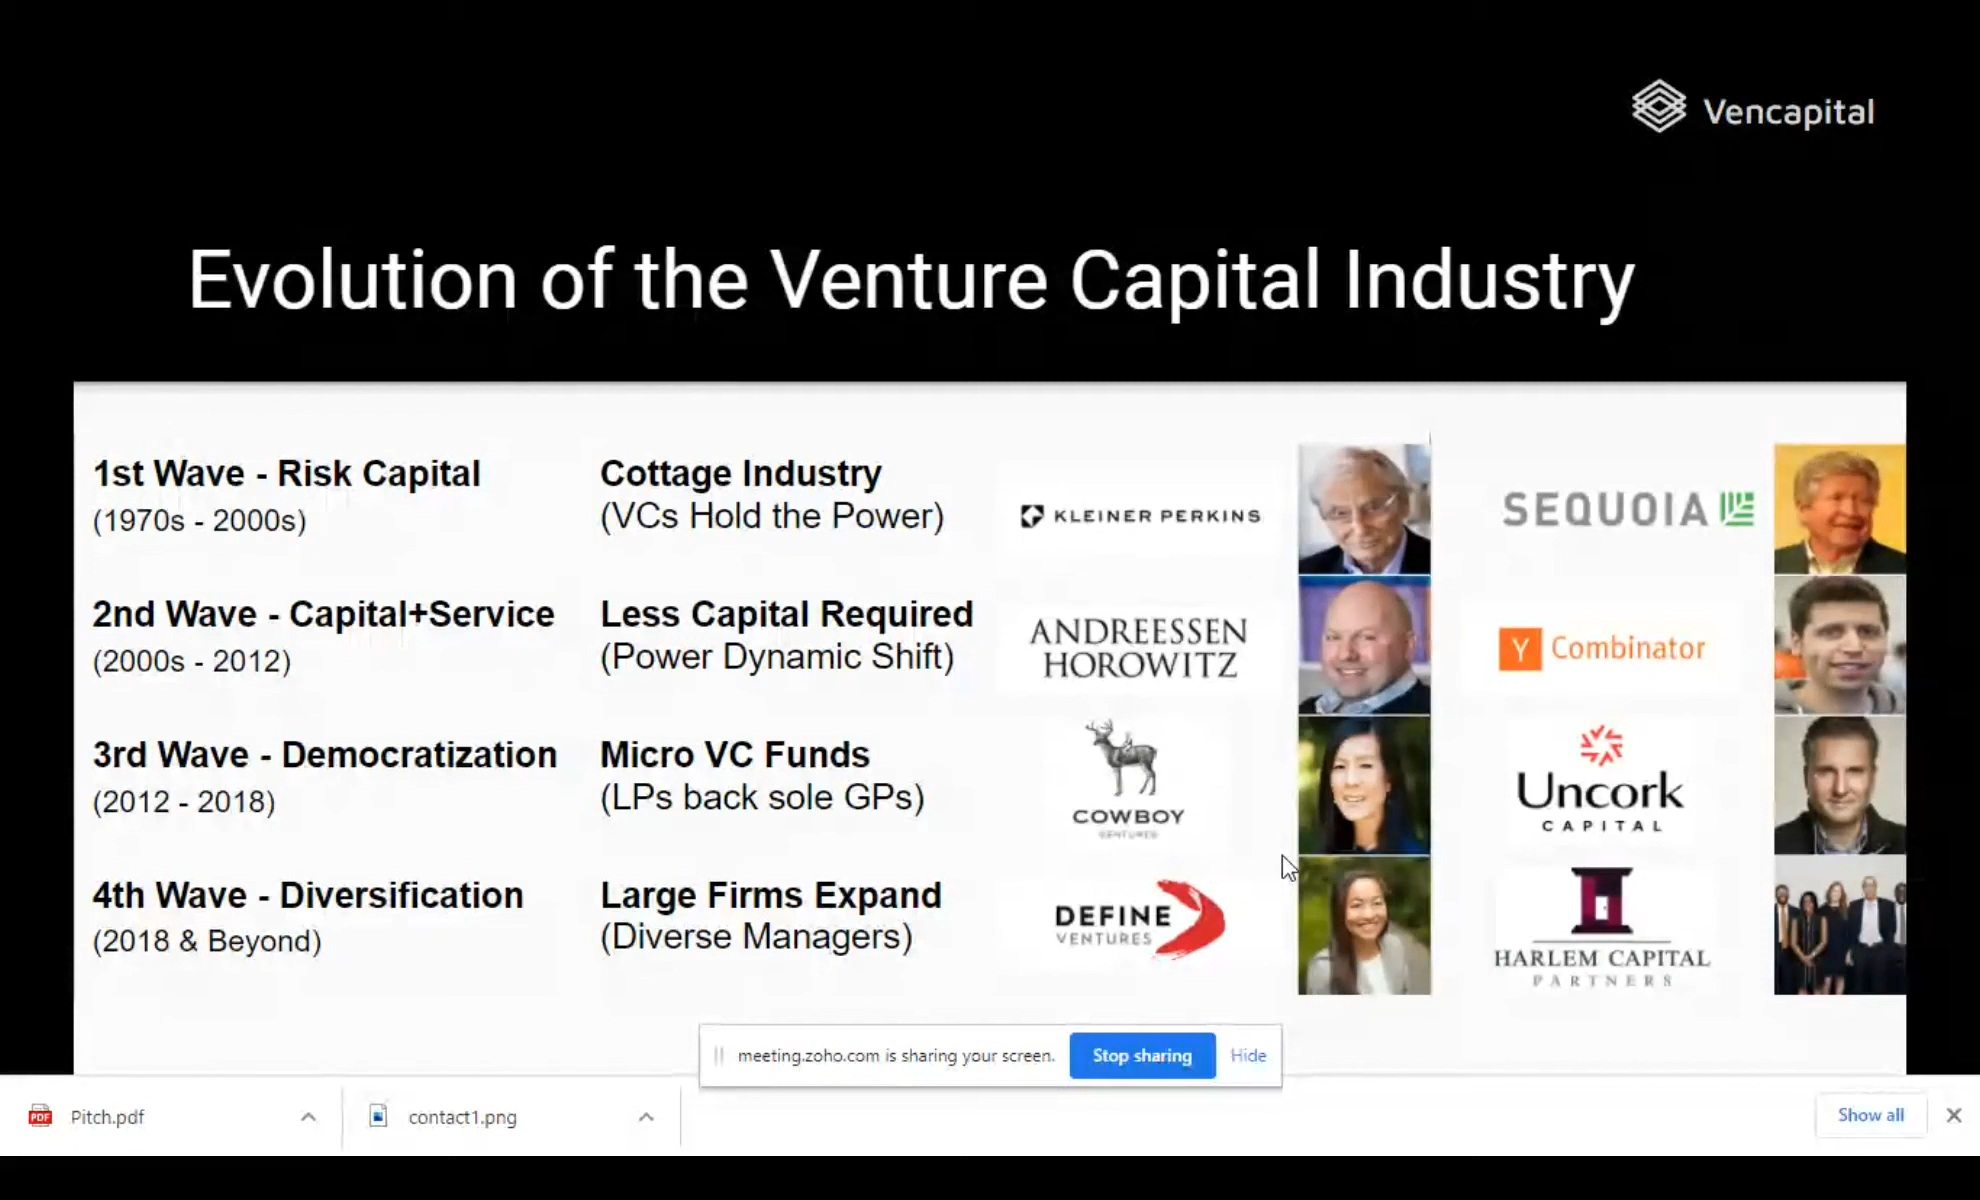 Vencapital
Evolution of the Venture Capital Industry
1st Wave - Risk Capital
(1970s - 2000s)
Cottage Industry
(VCs Hold the Power)
KLEINER PERKINS
SEQUOIA
2nd Wave - Capital+Service
(2000s - 2012)
Less Capital Required
(Power Dynamic Shift)
ANDREESSEN
HOROWITZ
Y Combinator
3rd Wave - Democratization
(2012 - 2018)
Micro VC Funds
(LPs back sole GPs)
COWBOY
VENTURES
Uncork
CAPITAL
4th Wave - Diversification
(2018 & Beyond)
Large Firms Expand
(Diverse Managers)
DEFINE
VENTURES
HARLEM CAPITAL
PARTNERS
meeting.zoho.com is sharing your screen.
Stop sharing
Hide
PDF
Pitch.pdf
contact1.png
Show all